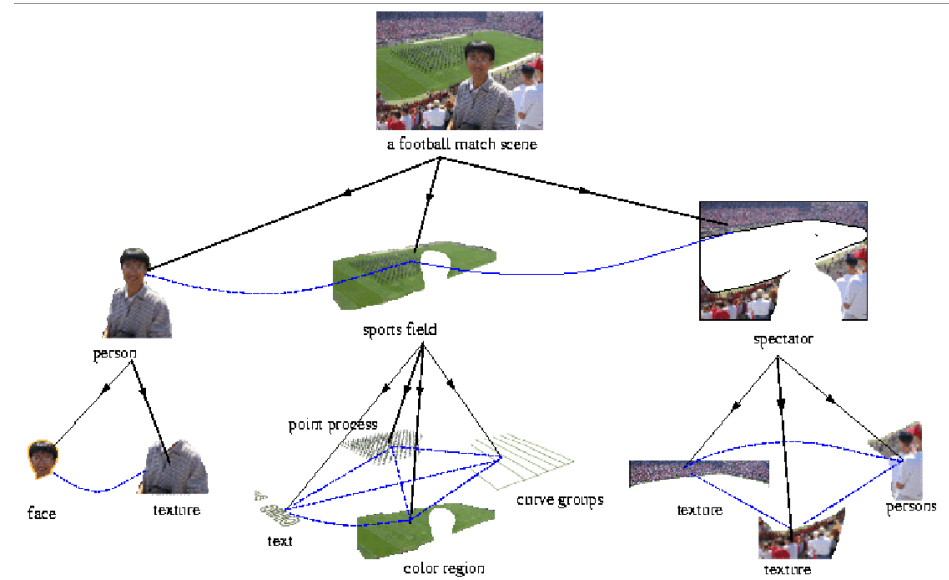 a football match scene
person
sports field
spectator
point process
face
texture
text
color region
curve groups
texture
texture
persons